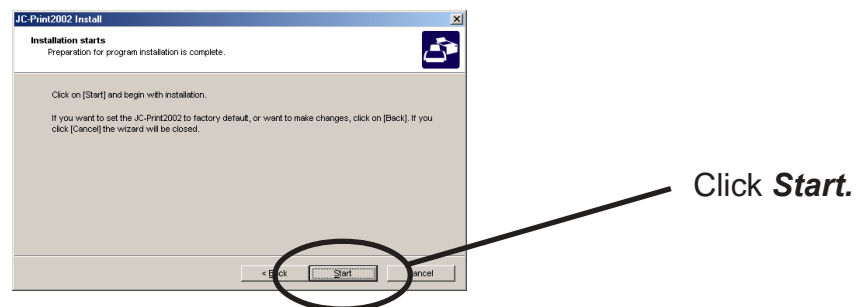 JC-Print2002 Install
Installation starts
Preparation for program installation is complete.
Click on [Start] and begin with installation.
If you want to set the JC-Print2002 to factory default, or want to make changes, click on [Back]. If you
click [Cancel] the wizard will be closed.
Click Start.
< Back Start Cancel